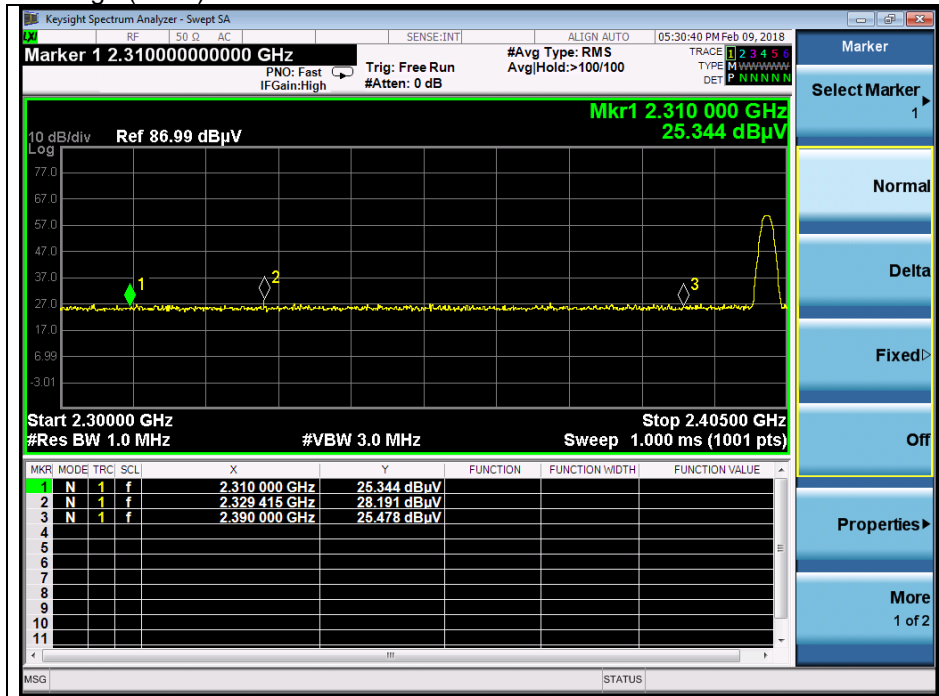 Keysight Spectrum Analyzer - Swept SA
LXI RF 50 Ω AC SENSE:INT ALIGN AUTO 05:30:40 PM Feb 09, 2018
Marker 1 2.310000000000 GHz
PNO: Fast
IFGain:High
Trig: Free Run
#Atten: 0 dB
#Avg Type: RMS
Avg|Hold:>100/100
TRACE 1 2 3 4 5 6
TYPE M WWWWW
DET P N N N N N
Mkr1 2.310 000 GHz
25.344 dBµV
10 dB/div Ref 86.99 dBµV
Log
77.0
67.0
57.0
47.0
37.0
27.0
17.0
6.99
-3.01
1
2
3
Start 2.30000 GHz Stop 2.40500 GHz
#Res BW 1.0 MHz #VBW 3.0 MHz Sweep 1.000 ms (1001 pts)
MKR MODE TRC SCL X Y FUNCTION FUNCTION WIDTH FUNCTION VALUE
1 N 1 f 2.310 000 GHz 25.344 dBµV
2 N 1 f 2.329 415 GHz 28.191 dBµV
3 N 1 f 2.390 000 GHz 25.478 dBµV
4
5
6
7
8
9
10
11
MSG STATUS
Marker
Select Marker
1
Normal
Delta
Fixed
Off
Properties
More
1 of 2